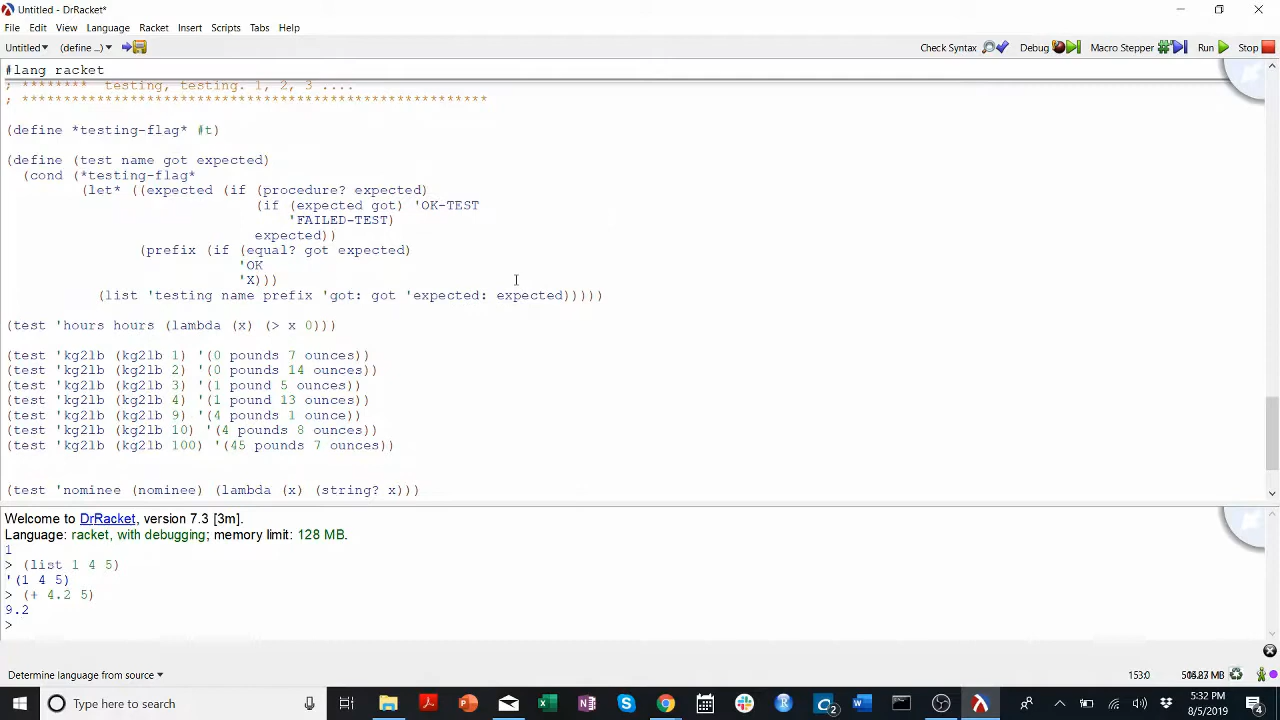 Untitled - DrRacket*
File Edit View Language Racket Insert Scripts Tabs Help
Untitled▾ (define ...)▾ Check Syntax Debug Macro Stepper Run Stop
#lang racket
; ******** testing, testing. 1, 2, 3 ....
; ********************************************************
(define *testing-flag* #t)
(define (test name got expected)
(cond (*testing-flag*
(let* ((expected (if (procedure? expected)
(if (expected got) 'OK-TEST
'FAILED-TEST)
expected))
(prefix (if (equal? got expected)
'OK
'X)))
(list 'testing name prefix 'got: got 'expected: expected)))))
(test 'hours hours (lambda (x) (> x 0)))
(test 'kg2lb (kg2lb 1) '(0 pounds 7 ounces))
(test 'kg2lb (kg2lb 2) '(0 pounds 14 ounces))
(test 'kg2lb (kg2lb 3) '(1 pound 5 ounces))
(test 'kg2lb (kg2lb 4) '(1 pound 13 ounces))
(test 'kg2lb (kg2lb 9) '(4 pounds 1 ounce))
(test 'kg2lb (kg2lb 10) '(4 pounds 8 ounces))
(test 'kg2lb (kg2lb 100) '(45 pounds 7 ounces))
(test 'nominee (nominee) (lambda (x) (string? x)))
Welcome to DrRacket, version 7.3 [3m].
Language: racket, with debugging; memory limit: 128 MB.
1
> (list 1 4 5)
'(1 4 5)
> (+ 4.2 5)
9.2
>
Determine language from source▾ 153:0
Type here to search
5:32 PM
8/5/2019